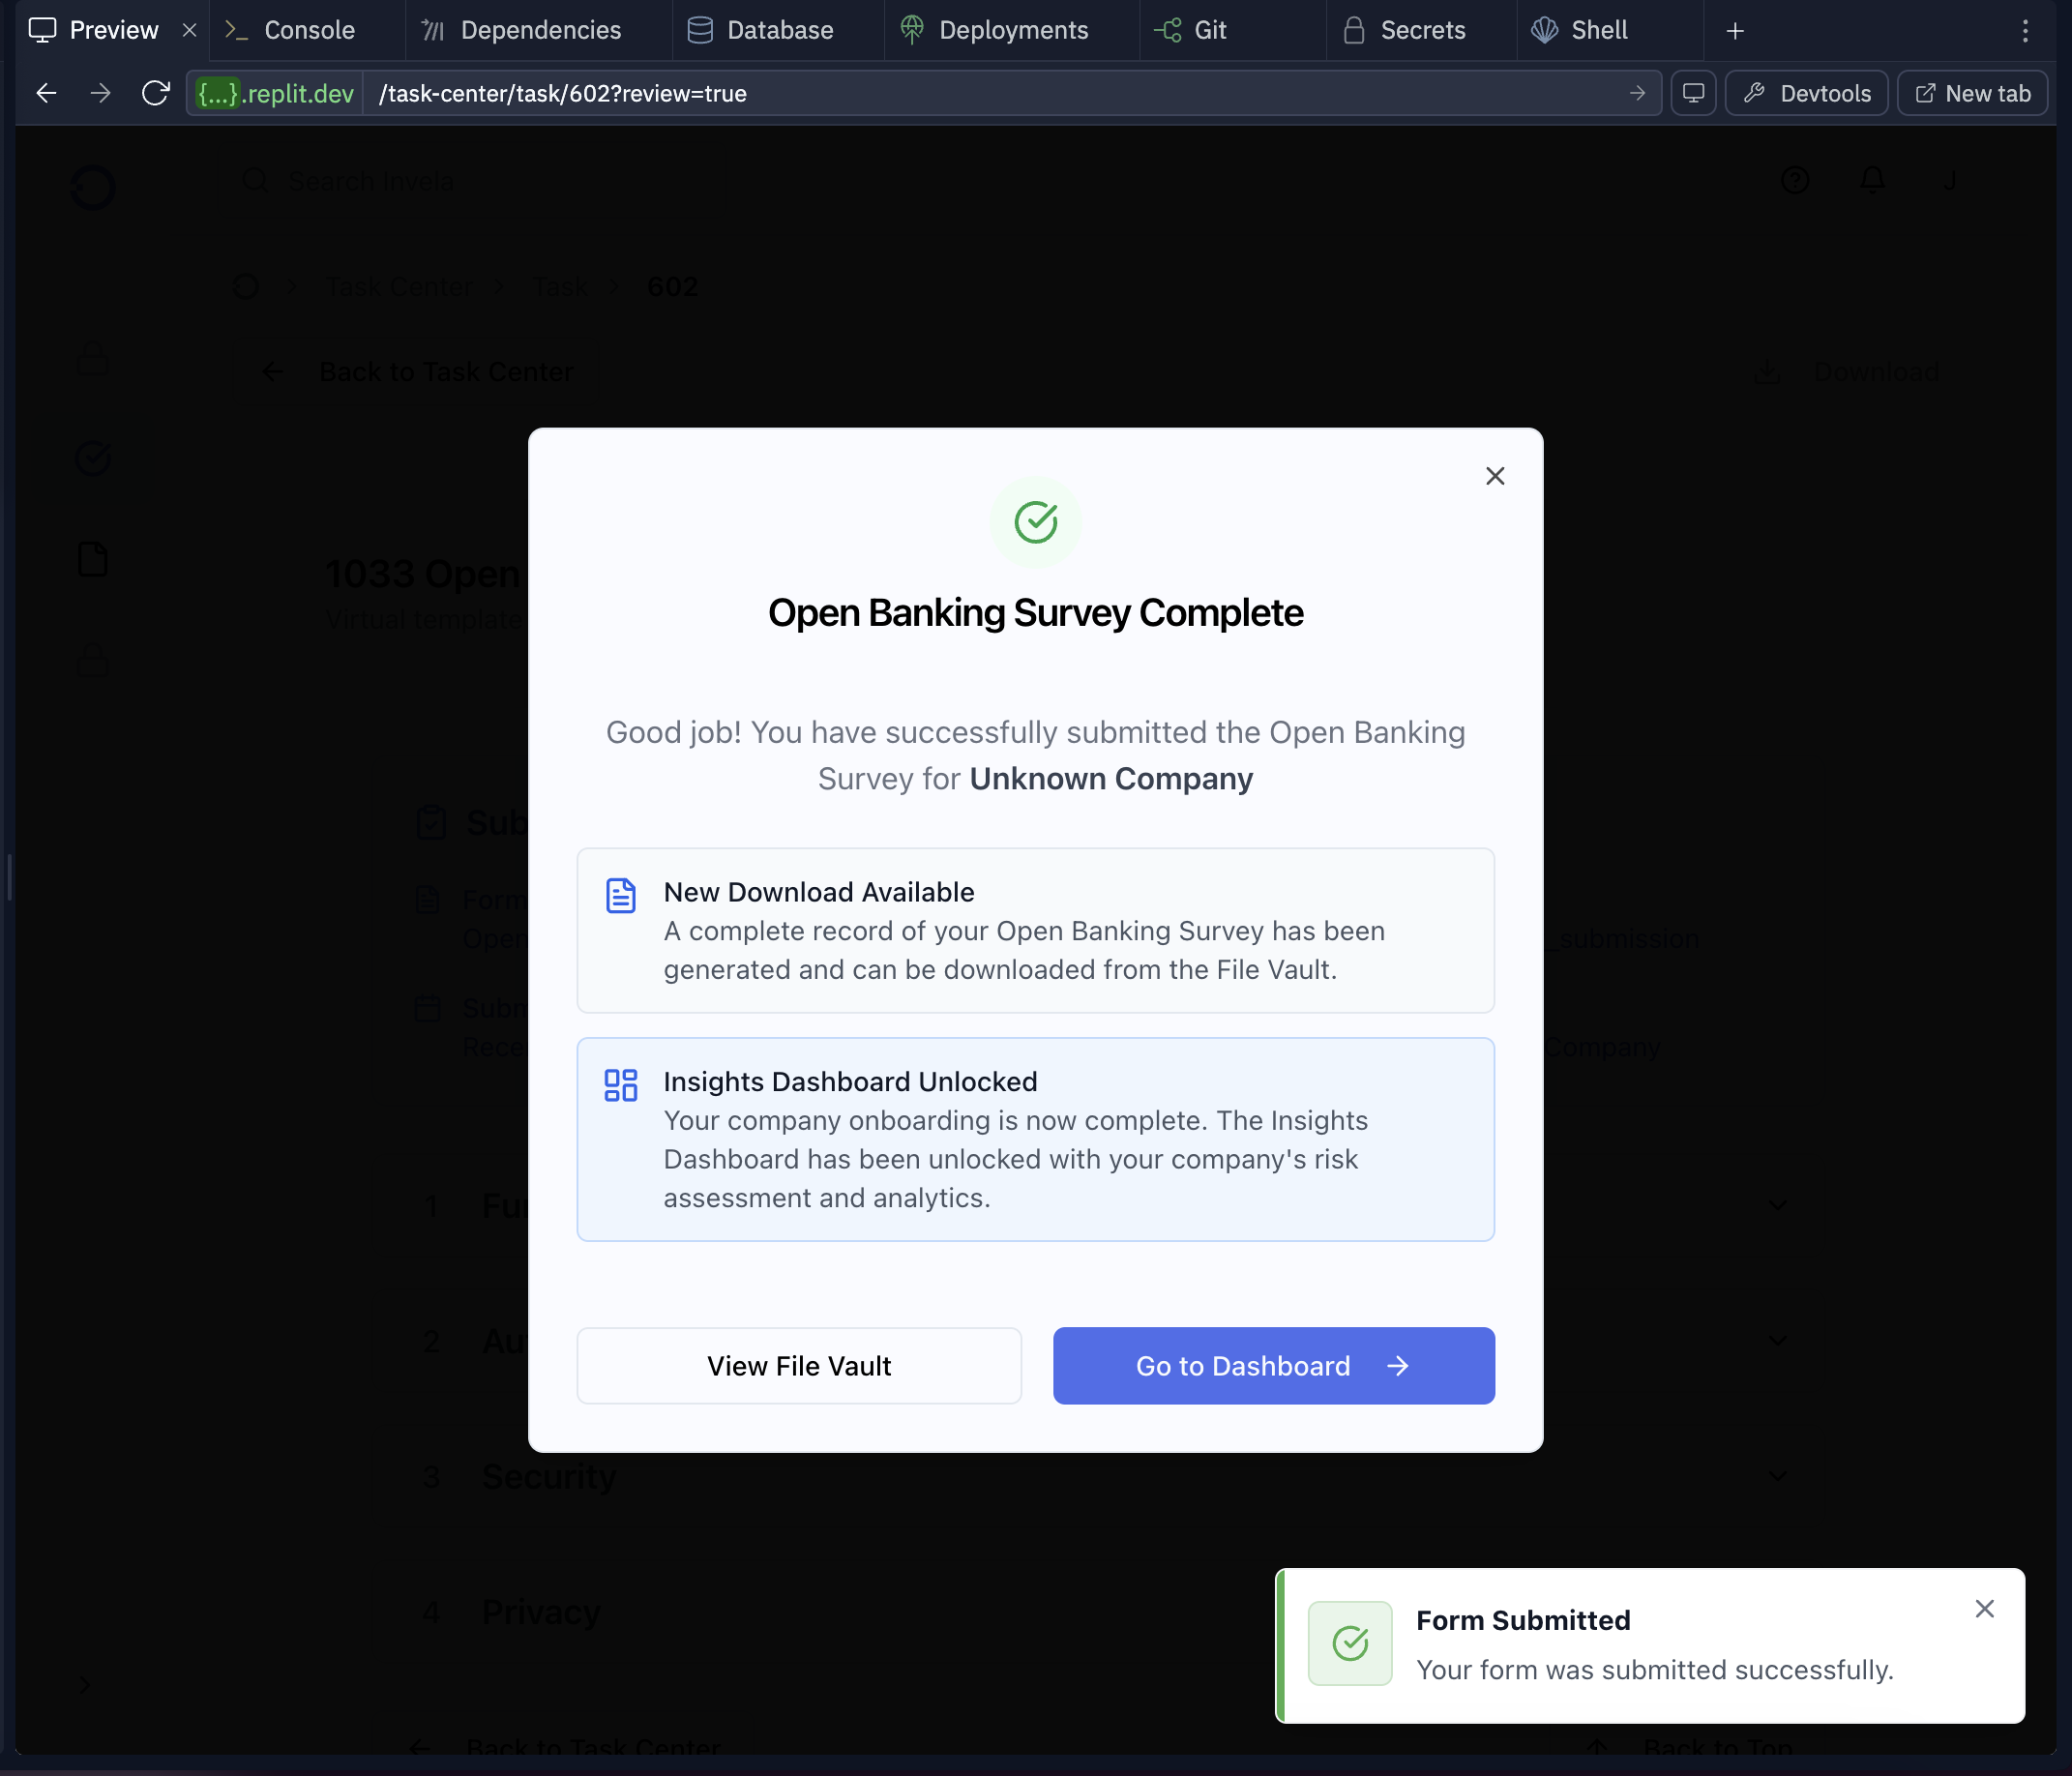 Preview
Console
Dependencies
Database
Deployments
Git
Secrets
Shell
{...}.replit.dev
/task-center/task/602?review=true
Devtools
New tab
Search Invela
J
Task Center
Task
602
Back to Task Center
Download
1033 Open
Virtual template
Open Banking Survey Complete
Good job! You have successfully submitted the Open Banking
Survey for Unknown Company
Sub
Form
Oper
_submission
Subm
Rece
Company
New Download Available
A complete record of your Open Banking Survey has been
generated and can be downloaded from the File Vault.
Insights Dashboard Unlocked
Your company onboarding is now complete. The Insights
Dashboard has been unlocked with your company's risk
assessment and analytics.
1 Fu
2 Au
View File Vault
Go to Dashboard
3 Security
4 Privacy
Form Submitted
Your form was submitted successfully.
Back to Task Center
Back to Top